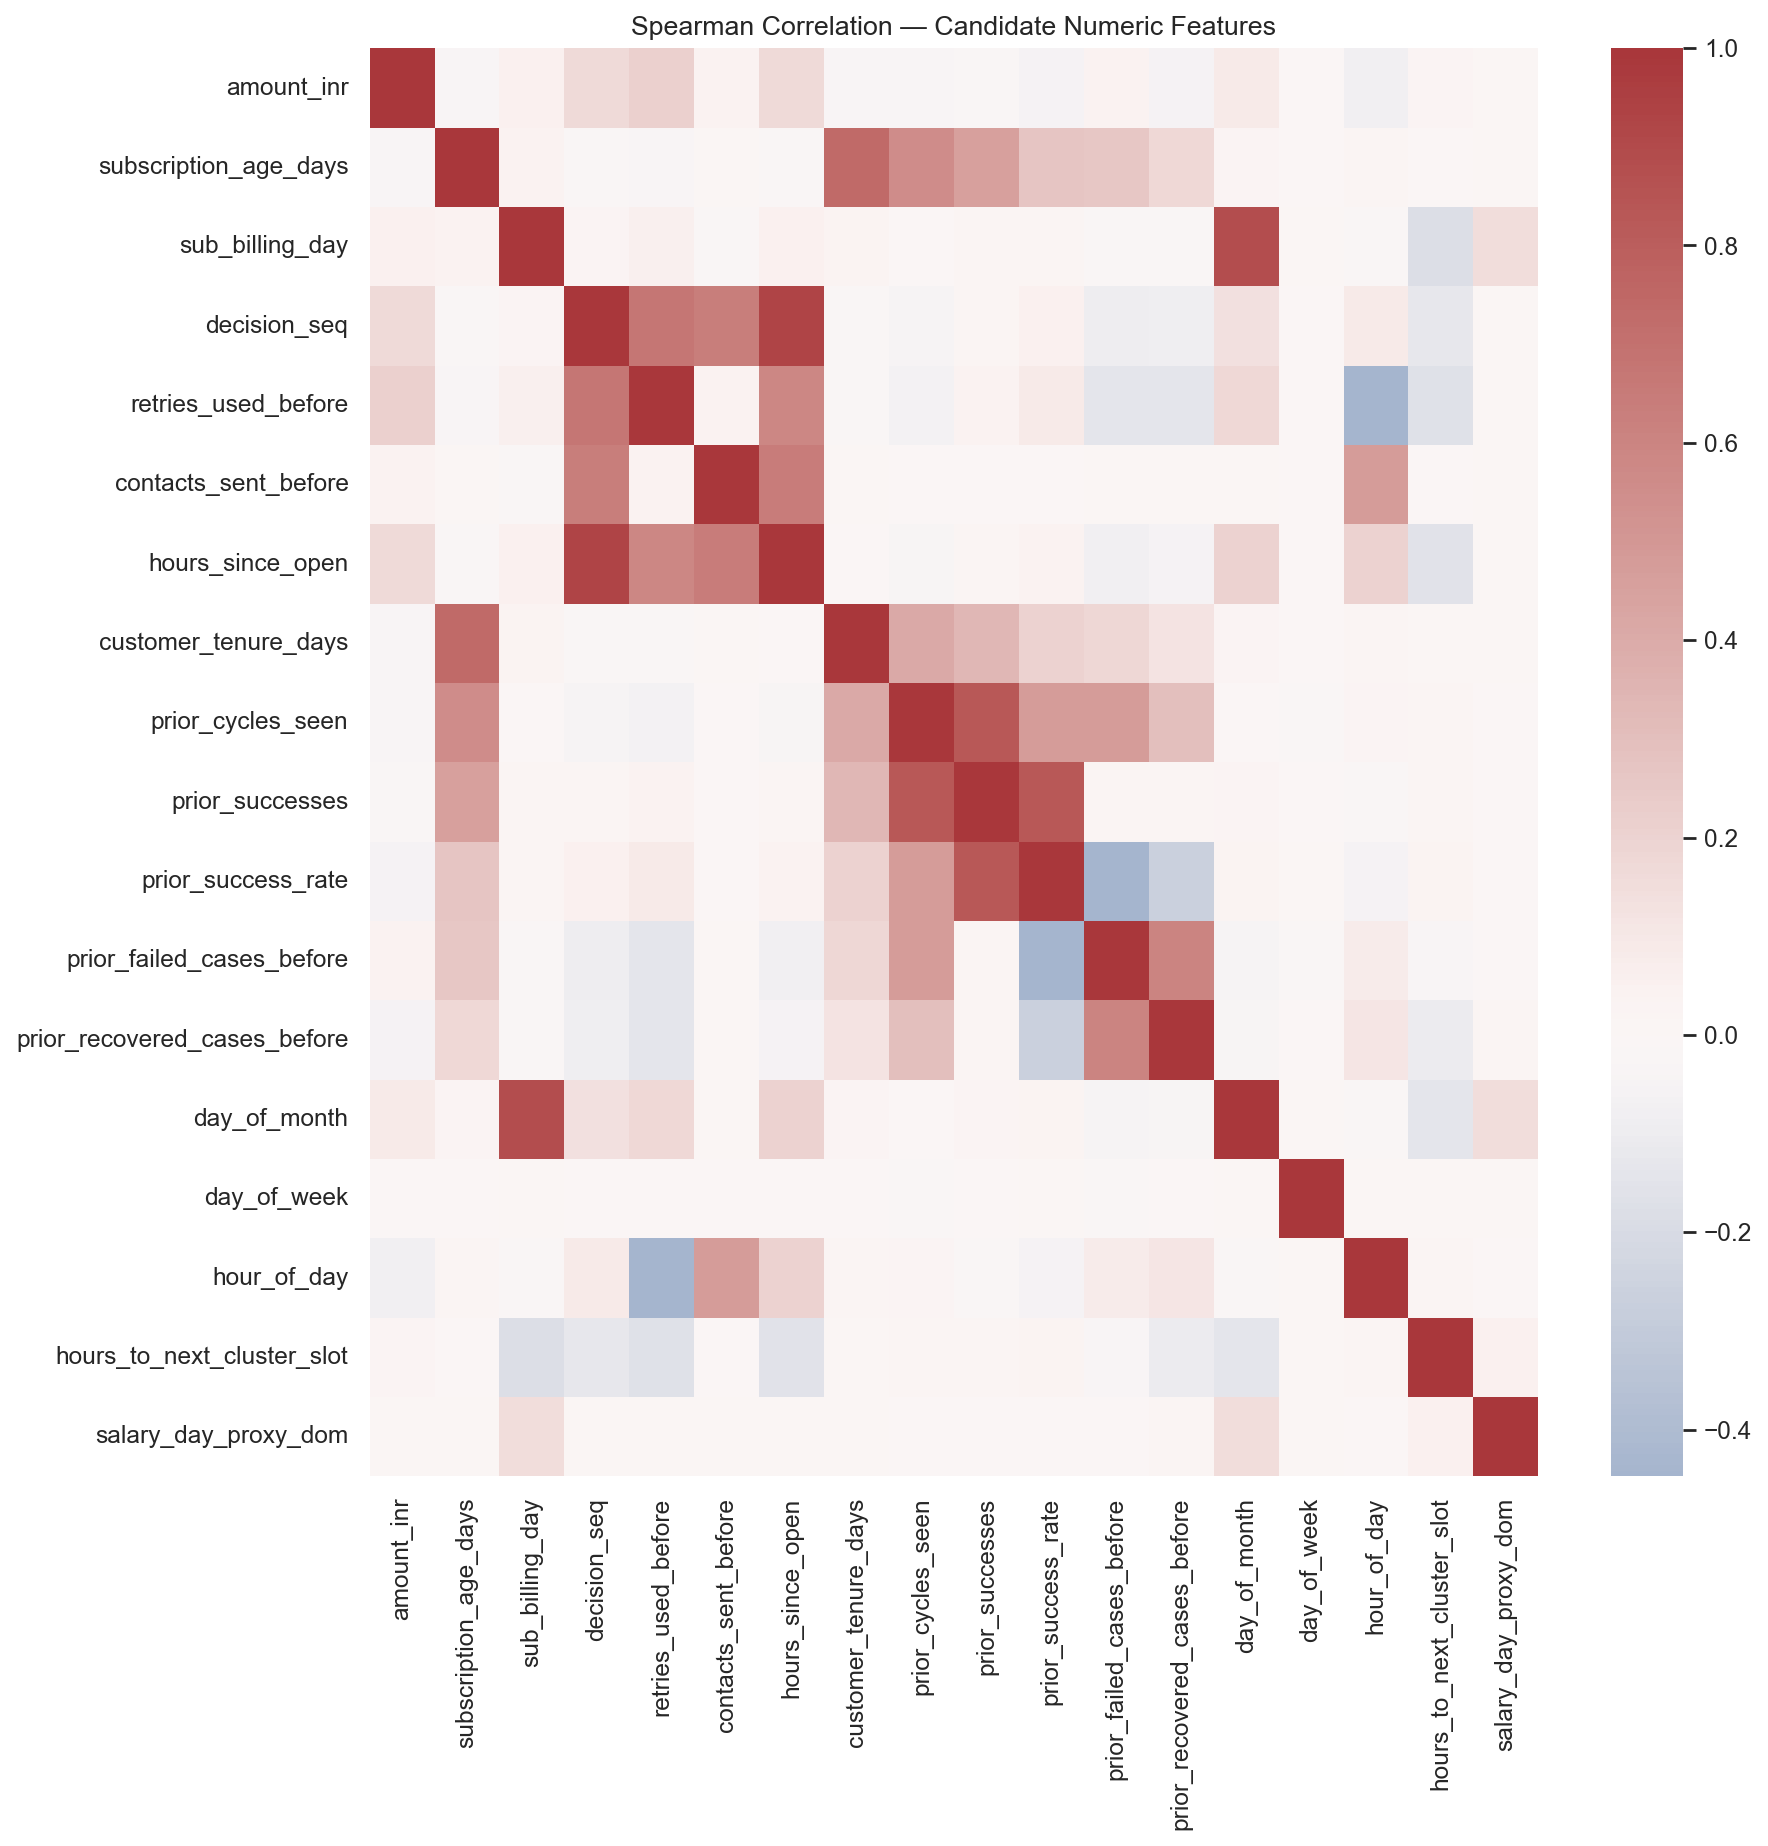 Spearman Correlation — Candidate Numeric Features
amount_inr
subscription_age_days
sub_billing_day
decision_seq
retries_used_before
contacts_sent_before
hours_since_open
customer_tenure_days
prior_cycles_seen
prior_successes
prior_success_rate
prior_failed_cases_before
prior_recovered_cases_before
day_of_month
day_of_week
hour_of_day
hours_to_next_cluster_slot
salary_day_proxy_dom
amount_inr
subscription_age_days
sub_billing_day
decision_seq
retries_used_before
contacts_sent_before
hours_since_open
customer_tenure_days
prior_cycles_seen
prior_successes
prior_success_rate
prior_failed_cases_before
prior_recovered_cases_before
day_of_month
day_of_week
hour_of_day
hours_to_next_cluster_slot
salary_day_proxy_dom
1.0
0.8
0.6
0.4
0.2
0.0
−0.2
−0.4